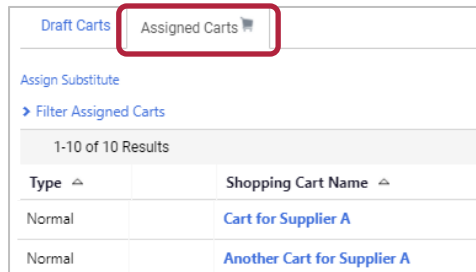 Draft Carts Assigned Carts
Assign Substitute
Filter Assigned Carts
1-10 of 10 Results
Type Shopping Cart Name
Normal Cart for Supplier A
Normal Another Cart for Supplier A